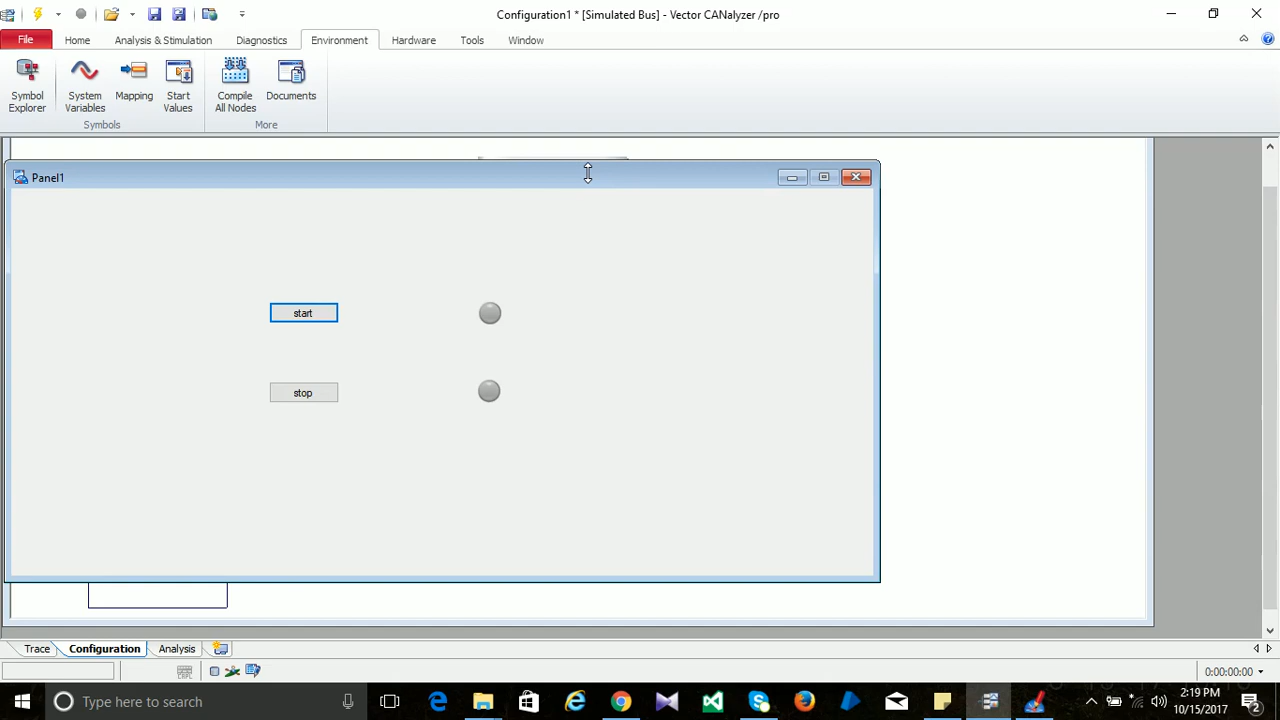 Configuration1 * [Simulated Bus] - Vector CANalyzer /pro
File Home Analysis & Stimulation Diagnostics Environment Hardware Tools Window
Symbol Explorer
System Variables
Mapping
Start Values
Compile All Nodes
Documents
Symbols
More
Panel1
start
stop
Trace Configuration Analysis
0:00:00:00
Type here to search
2:19 PM
10/15/2017
2